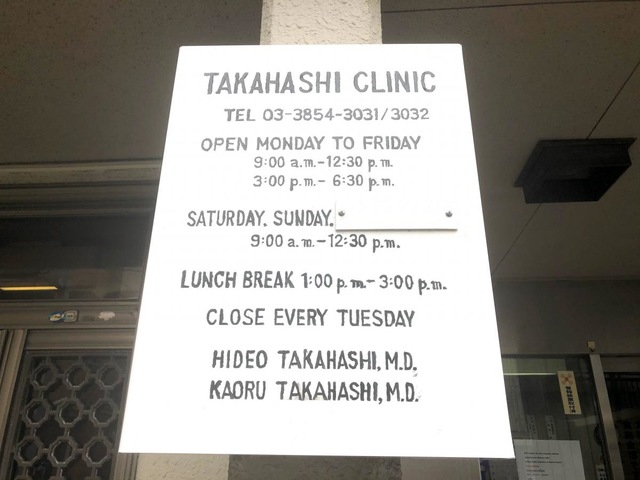 TAKAHASHI CLINIC
TEL 03-3854-3031/3032
OPEN MONDAY TO FRIDAY
9:00 a.m.-12:30 p.m.
3:00 p.m.- 6:30 p.m.
SATURDAY. SUNDAY.
9:00 a.m.-12:30 p.m.
LUNCH BREAK 1:00 p.m.- 3:00 p.m.
CLOSE EVERY TUESDAY
HIDEO TAKAHASHI, M.D.
KAORU TAKAHASHI, M.D.